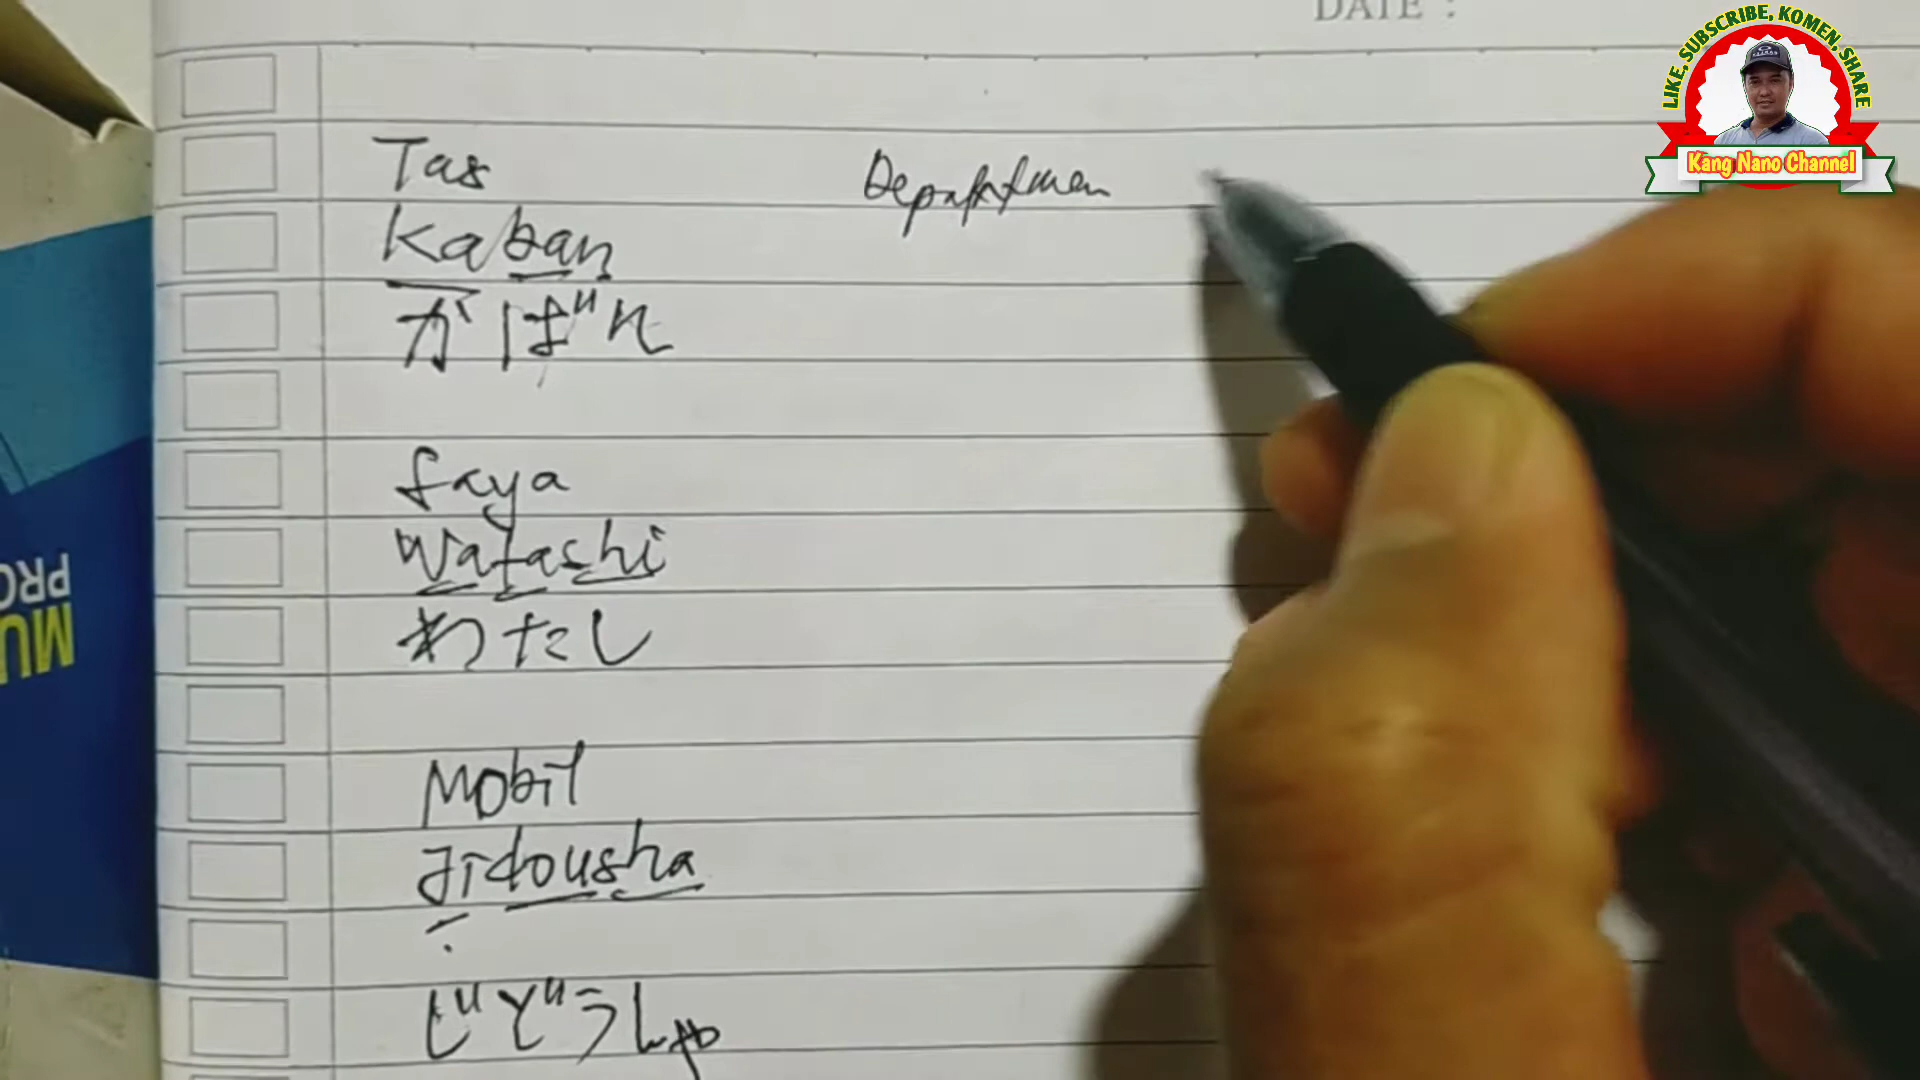 DATE :
LIKE, SUBSCRIBE, KOMEN, SHARE
Kang Nano Channel
Tas
Kaban
かばん
Saya
Watashi
わたし
Mobil
Jidousha
じどうしゃ
Departemen
MU
PRO